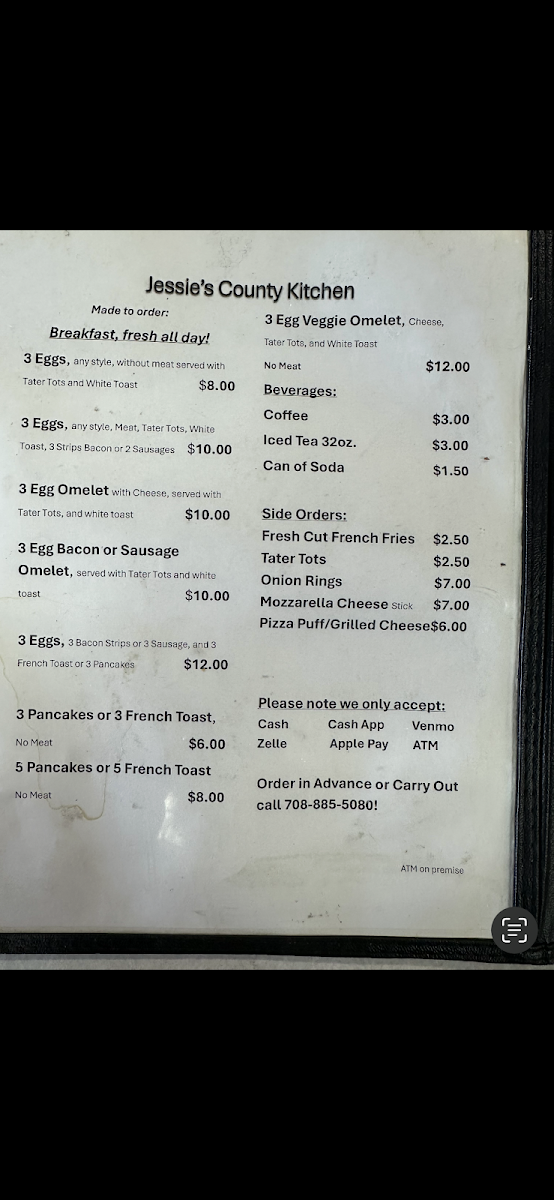 Jessie's County Kitchen
Made to order:
Breakfast, fresh all day!
3 Eggs, any style, without meat served with
Tater Tots and White Toast $8.00
3 Eggs, any style, Meat, Tater Tots, White
Toast, 3 Strips Bacon or 2 Sausages $10.00
3 Egg Omelet with Cheese, served with
Tater Tots, and white toast $10.00
3 Egg Bacon or Sausage
Omelet, served with Tater Tots and white
toast $10.00
3 Eggs, 3 Bacon Strips or 3 Sausage, and 3
French Toast or 3 Pancakes $12.00
3 Pancakes or 3 French Toast,
No Meat $6.00
5 Pancakes or 5 French Toast
No Meat $8.00
3 Egg Veggie Omelet, Cheese,
Tater Tots, and White Toast
No Meat $12.00
Beverages:
Coffee $3.00
Iced Tea 32oz. $3.00
Can of Soda $1.50
Side Orders:
Fresh Cut French Fries $2.50
Tater Tots $2.50
Onion Rings $7.00
Mozzarella Cheese Stick $7.00
Pizza Puff/Grilled Cheese$6.00
Please note we only accept:
Cash Cash App Venmo
Zelle Apple Pay ATM
Order in Advance or Carry Out
call 708-885-5080!
ATM on premise